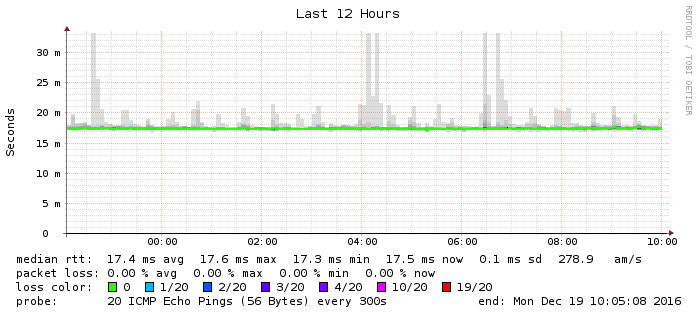 Last 12 Hours
RRDTOOL / TOBI OETIKER
Seconds
30 m
25 m
20 m
15 m
10 m
5 m
0
00:00 02:00 04:00 06:00 08:00 10:00
median rtt: 17.4 ms avg 17.6 ms max 17.3 ms min 17.5 ms now 0.1 ms sd 278.9 am/s
packet loss: 0.00 % avg 0.00 % max 0.00 % min 0.00 % now
loss color: 0 1/20 2/20 3/20 4/20 10/20 19/20
probe: 20 ICMP Echo Pings (56 Bytes) every 300s end: Mon Dec 19 10:05:08 2016